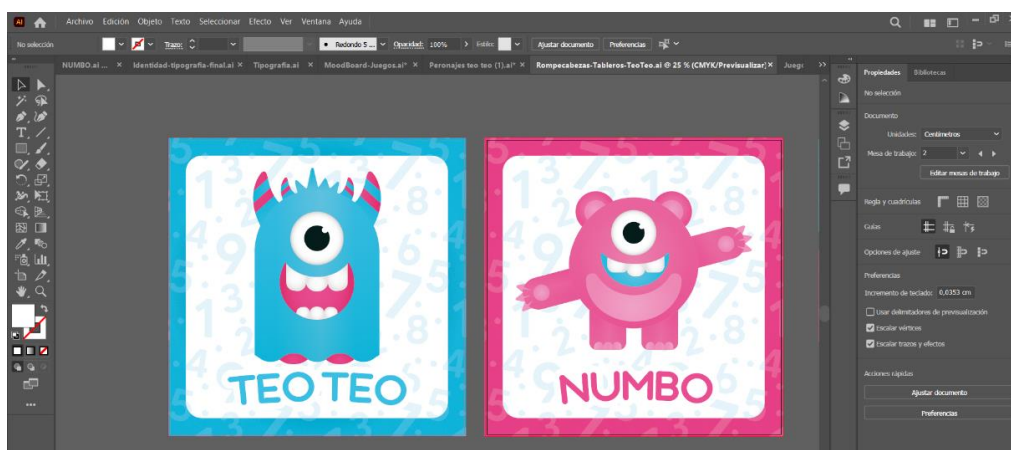 Ai Archivo Edición Objeto Texto Seleccionar Efecto Ver Ventana Ayuda
No selección Trazo: Redondo 5 ... Opacidad: 100% Estilo: Ajustar documento Preferencias
NUMBO.ai ... × Identidad-tipografia-final.ai × Tipografia.ai × MoodBoard-Juegos.ai* × Peronajes teo teo (1).ai* × Rompecabezas-Tableros-TeoTeo.ai @ 25 % (CMYK/Previsualizar) × Juego
Propiedades Bibliotecas
No selección
Documento
Unidades: Centímetros
Mesa de trabajo: 2
Editar mesas de trabajo
Regla y cuadrículas
Guías
Opciones de ajuste
Preferencias
Incremento de teclado: 0,0353 cm
Usar delimitadores de previsualización
Escalar vértices
Escalar trazos y efectos
Acciones rápidas
Ajustar documento
Preferencias
TEO TEO
NUMBO